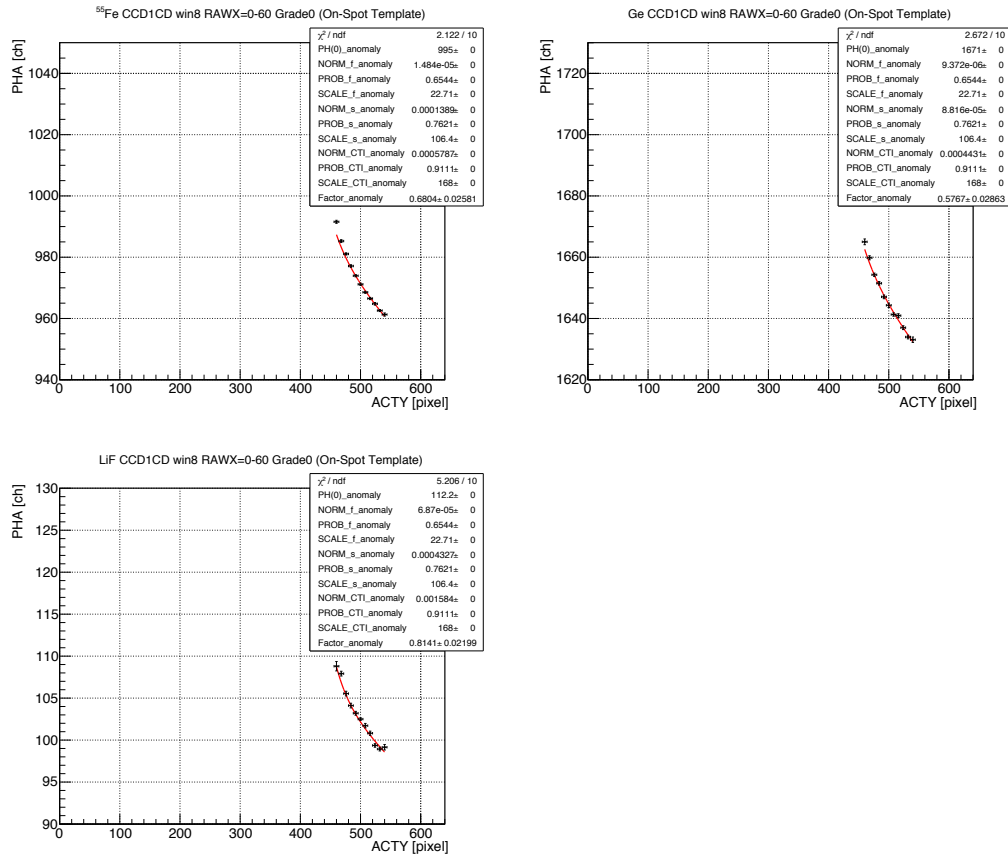 ⁵⁵Fe CCD1CD win8 RAWX=0-60 Grade0 (On-Spot Template)
PHA [ch]
χ² / ndf 2.122 / 10
PH(0)_anomaly 995± 0
NORM_f_anomaly 1.484e-05± 0
PROB_f_anomaly 0.6544± 0
SCALE_f_anomaly 22.71± 0
NORM_s_anomaly 0.0001389± 0
PROB_s_anomaly 0.7621± 0
SCALE_s_anomaly 106.4± 0
NORM_CTI_anomaly 0.0005787± 0
PROB_CTI_anomaly 0.9111± 0
SCALE_CTI_anomaly 168± 0
Factor_anomaly 0.6804± 0.02581
1040
1020
1000
980
960
940
0 100 200 300 400 500 600
ACTY [pixel]
Ge CCD1CD win8 RAWX=0-60 Grade0 (On-Spot Template)
PHA [ch]
χ² / ndf 2.672 / 10
PH(0)_anomaly 1671± 0
NORM_f_anomaly 9.372e-06± 0
PROB_f_anomaly 0.6544± 0
SCALE_f_anomaly 22.71± 0
NORM_s_anomaly 8.816e-05± 0
PROB_s_anomaly 0.7621± 0
SCALE_s_anomaly 106.4± 0
NORM_CTI_anomaly 0.0004431± 0
PROB_CTI_anomaly 0.9111± 0
SCALE_CTI_anomaly 168± 0
Factor_anomaly 0.5767± 0.02863
1720
1700
1680
1660
1640
1620
0 100 200 300 400 500 600
ACTY [pixel]
LiF CCD1CD win8 RAWX=0-60 Grade0 (On-Spot Template)
PHA [ch]
χ² / ndf 5.206 / 10
PH(0)_anomaly 112.2± 0
NORM_f_anomaly 6.87e-05± 0
PROB_f_anomaly 0.6544± 0
SCALE_f_anomaly 22.71± 0
NORM_s_anomaly 0.0004327± 0
PROB_s_anomaly 0.7621± 0
SCALE_s_anomaly 106.4± 0
NORM_CTI_anomaly 0.001584± 0
PROB_CTI_anomaly 0.9111± 0
SCALE_CTI_anomaly 168± 0
Factor_anomaly 0.8141± 0.02199
130
125
120
115
110
105
100
95
90
0 100 200 300 400 500 600
ACTY [pixel]